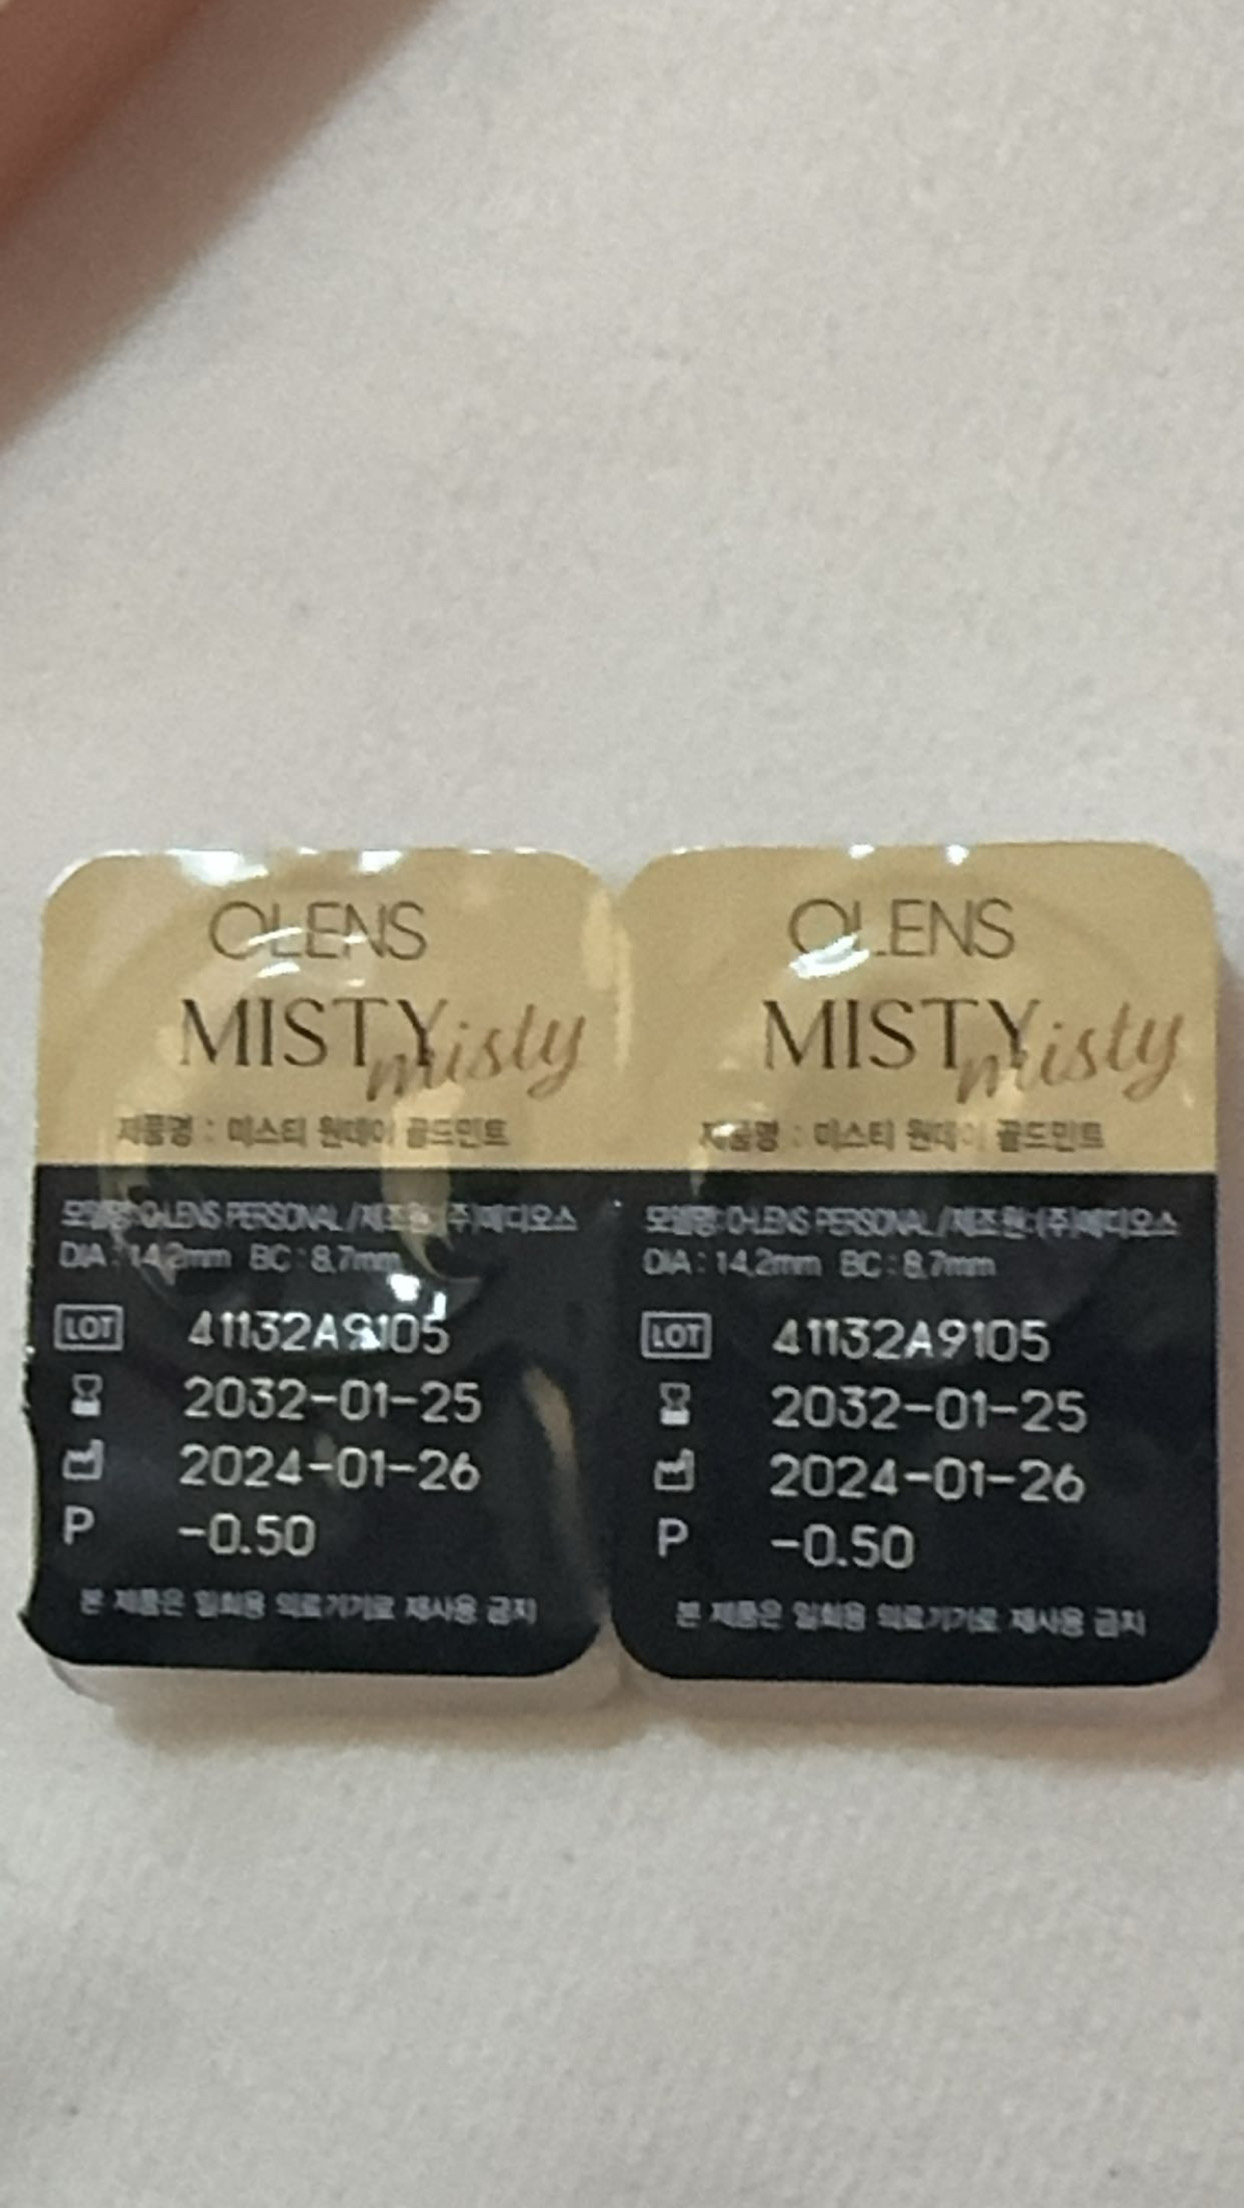 OLENS
MISTY misty
제품명 : 미스티 원데이 골드민트
모델명:O-LENS PERSONAL /제조원:(주)메디오스
DIA : 14.2mm BC : 8.7mm
LOT 41132A9105
2032-01-25
2024-01-26
P -0.50
본 제품은 일회용 의료기기로 재사용 금지
OLENS
MISTY misty
제품명 : 미스티 원데이 골드민트
모델명:O-LENS PERSONAL /제조원:(주)메디오스
DIA : 14.2mm BC : 8.7mm
LOT 41132A9105
2032-01-25
2024-01-26
P -0.50
본 제품은 일회용 의료기기로 재사용 금지